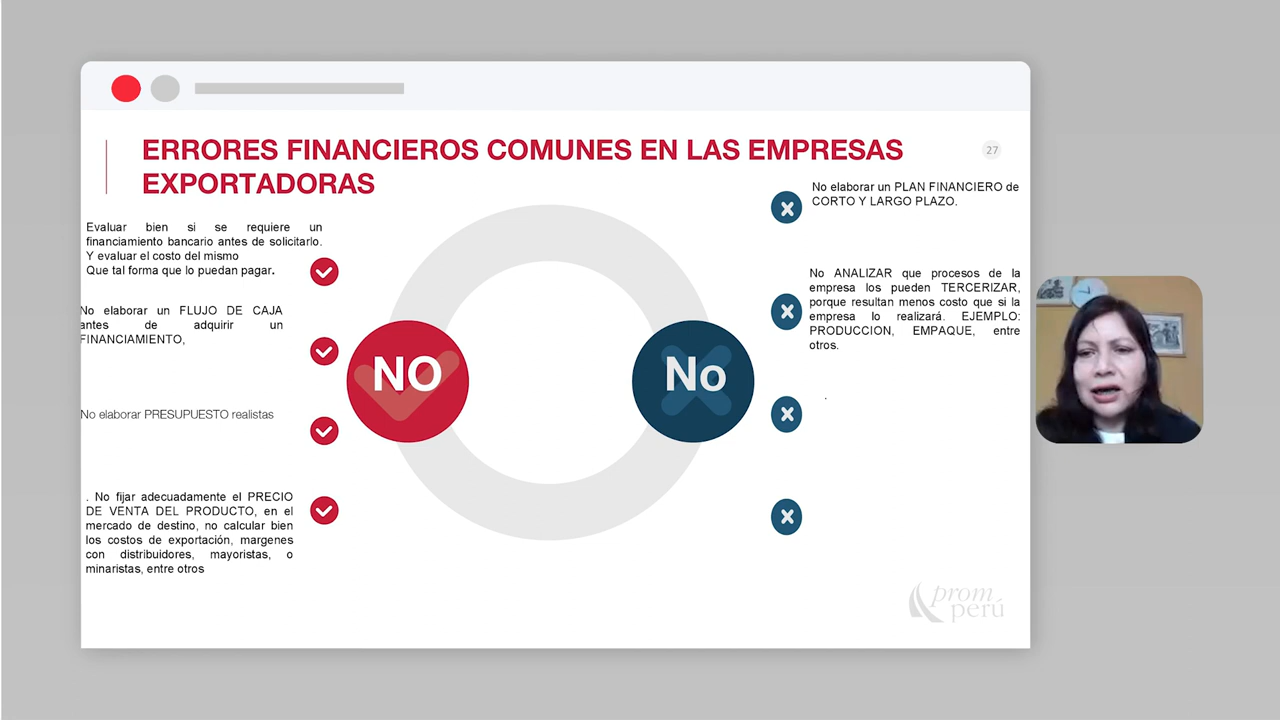 ERRORES FINANCIEROS COMUNES EN LAS EMPRESAS
EXPORTADORAS
27
Evaluar bien si se requiere un
financiamiento bancario antes de solicitarlo.
Y evaluar el costo del mismo
Que tal forma que lo puedan pagar.
No elaborar un FLUJO DE CAJA
antes de adquirir un
FINANCIAMIENTO,
No elaborar PRESUPUESTO realistas
. No fijar adecuadamente el PRECIO
DE VENTA DEL PRODUCTO, en el
mercado de destino, no calcular bien
los costos de exportación, margenes
con distribuidores, mayoristas, o
minaristas, entre otros
NO
No
No elaborar un PLAN FINANCIERO de
CORTO Y LARGO PLAZO.
No ANALIZAR que procesos de la
empresa los pueden TERCERIZAR,
porque resultan menos costo que si la
empresa lo realizará. EJEMPLO:
PRODUCCION, EMPAQUE, entre
otros.
.
prom
perú